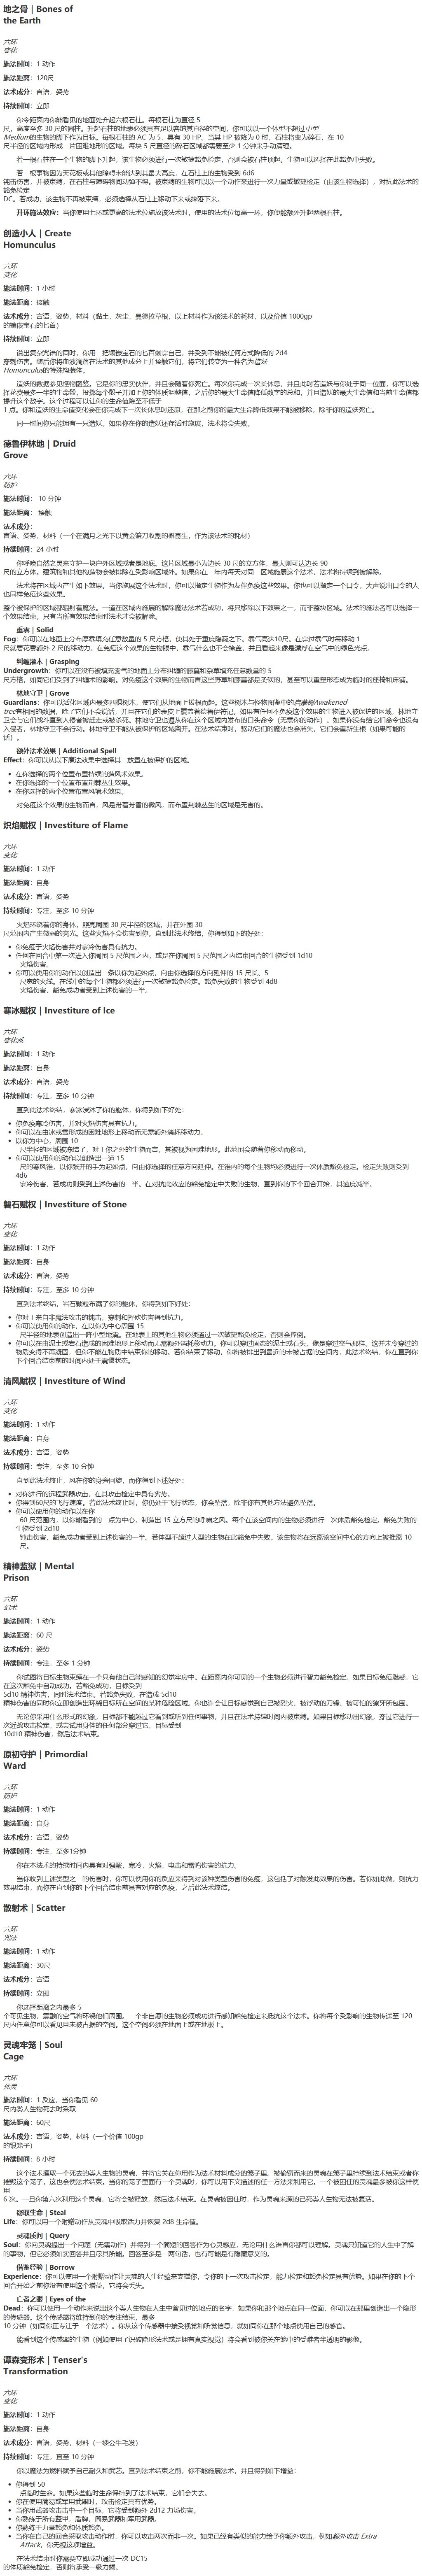 地之骨｜Bones of
the Earth
六环
变化
施法时间：1 动作
施法距离：120尺
法术成分：言语，姿势
持续时间：立即
你令距离内你能看见的地面处升起六根石柱。每根石柱为直径 5
尺，高度至多 30 尺的圆柱。升起石柱的地表必须具有足以容纳其直径的空间，你可以以一个体型不超过中型
Medium的生物的脚下作为目标。每根石柱的 AC 为 5，具有 30 HP。当其 HP 被降为 0 时，石柱将变为碎石，在 10
尺半径的区域内形成一片困难地形的区域。每块 5 尺直径的碎石区域都需要至少 1 分钟来手动清理。
若一根石柱在一个生物的脚下升起，该生物必须进行一次敏捷豁免检定，否则会被石柱顶起。生物可以选择在此豁免中失败。
若一根事物因为天花板或其他障碍未能达到其最大高度，在石柱上的生物受到 6d6
钝击伤害，并被束缚，在石柱与障碍物间动弹不得。被束缚的生物可以以一个动作来进行一次力量或敏捷检定（由该生物选择），对抗此法术的
豁免检定
DC。若成功，该生物不再被束缚，必须选择从石柱上移动下来或摔落下来。
升环施法效应：当你使用七环或更高的法术位施放该法术时，使用的法术位每高一环，你便能额外升起两根石柱。
创造小人｜Create
Homunculus
六环
变化
施法时间：1 小时
施法距离：接触
法术成分：言语，姿势，材料（黏土，灰尘，曼德拉草根，以上材料作为该法术的耗材，以及价值 1000gp
的镶嵌宝石的匕首）
持续时间：立即
说出复杂咒语的同时，你用一把镶嵌宝石的匕首刺穿自己，并受到不能被任何方式降低的 2d4
穿刺伤害。随后你将血液滴落在法术的其他成分上并接触它们，将它们转变为一种名为造妖
Homunculus的特殊构装体。
造妖的数据参见怪物图鉴。它是你的忠实伙伴，并且会随着你死亡。每次你完成一次长休息，并且此时若造妖与你处于同一位面，你可以选
择花费最多一半的生命骰，投掷每个骰子并加上你的体质调整值，之后你的最大生命值降低数字的总和，并且造妖的最大生命值和当前生命值都
提升这个数字。这个过程可以让你的生命值降至不低于
1 点。你和造妖的生命值变化会在你完成下一次长休息时还原，在那之前你的最大生命降低效果不能被移除，除非你的造妖死亡。
同一时间你只能拥有一只造妖。如果你在你的造妖还存活时施展，法术将会失败。
德鲁伊林地｜Druid
Grove
六环
防护
施法时间： 10 分钟
施法距离： 接触
法术成分：
言语，姿势，材料（一个在满月之光下以黄金镰刀收割的槲寄生，作为该法术的耗材）
持续时间：24 小时
你呼唤自然之灵来守护一块户外区域或者是地底。这片区域最小为边长 30 尺的立方体，最大则可达边长 90
尺的立方体。建筑物和其他构造物会被排除在受影响区域外。如果你在一年内每天对同一区域施展这个法术，法术将持续到被解除。
法术将在区域内产生如下效果。当你施展这个法术时，你可以指定生物作为友伴免疫这些效果。你也可以指定一个口令，大声说出口令的人
也同样免疫这些效果。
整个被保护的区域都辐射着魔法。一道在区域内施展的解除魔法法术若成功，将只移除以下效果之一，而非整块区域。法术的施法者可以选择一
个效果结束。只有当所有效果结束时法术才会被解除。
重雾｜Solid
Fog：你可以在地面上分布厚雾填充任意数量的 5 尺方格，使其处于重度隐蔽之下。雾气高达10尺。在穿过雾气时每移动 1
尺就要花费额外 2 尺的移动力。在免疫这个效果的生物眼中，雾气什么也不会掩盖，并且看起来像是漂浮在空气中的绿色光点。
纠缠灌木｜Grasping
Undergrowth：你可以在没有被填充雾气的地面上分布纠缠的藤蔓和杂草填充任意数量的 5
尺方格，如同它们受到了纠缠术的影响。对免疫这个效果的生物而言这些野草和藤蔓都是柔软的，甚至可以重塑形态成为临时的座椅和床铺。
林地守卫｜Grove
Guardians：你可以活化区域内最多四棵树木，使它们从地面上拔根而起。这些树木与怪物图鉴中的启蒙树Awakened
tree有相同的数据，除了它们不会说话，并且在它们的表皮上覆盖着德鲁伊符记。如果有任何不免疫这个效果的生物进入被保护的区域，林地守
卫会与它们战斗直到入侵者被赶走或被杀死。林地守卫也遵从你在这个区域内发布的口头命令（无需你的动作）。如果你没有给它们命令也没有
入侵者，林地守卫不会行动。林地守卫不能从被保护的区域离开。在法术结束时，驱动它们的魔法也会消失，它们会重新生根（如果可能的
话）。
额外法术效果｜Additional Spell
Effect：你可以从以下魔法效果中选择其一放置在被保护的区域。
• 在你选择的两个位置布置持续的造风术效果。
• 在你选择的一个位置布置荆棘丛生效果。
• 在你选择的两个位置布置风墙术效果。
对免疫这个效果的生物而言，风是带着芳香的微风，而布置荆棘丛生的区域是无害的。
炽焰赋权｜Investiture of Flame
六环
变化
施法时间：1 动作
施法距离：自身
法术成分：言语，姿势
持续时间：专注，至多 10 分钟
火焰环绕着你的身体，照亮周围 30 尺半径的区域，并在外围 30
尺范围内产生微弱的亮光。这些火焰不会伤害到你。直到此法术终结，你得到如下的好处：
• 你免疫于火焰伤害并对寒冷伤害具有抗力。
• 任何在回合中第一次进入你周围 5 尺范围之内，或是在你周围 5 尺范围之内结束回合的生物受到 1d10
火焰伤害。
• 你可以使用你的动作以创造出一条以你为起始点，向由你选择的方向延伸的 15 尺长，5
尺宽的火线。在线中的每个生物都必须进行一次敏捷豁免检定。豁免失败的生物受到 4d8
火焰伤害，豁免成功者受到上述伤害的一半。
寒冰赋权｜Investiture of Ice
六环
变化系
施法时间：1 动作
施法距离：自身
法术成分：言语，姿势
持续时间：专注，至多 10 分钟
直到此法术终结，寒冰浸沐了你的躯体，你得到如下好处：
• 你免疫寒冷伤害，并对火焰伤害具有抗力。
• 你可以在由冰或雪形成的困难地形上移动而无需额外消耗移动力。
• 以你为中心，周围 10
尺半径的区域被冻结了，对于你之外的生物而言，其被视为困难地形。此范围会随着你移动而移动。
• 你可以使用你的动作以创造出一道 15
尺的寒风锥，以你张开的手为起始点，向由你选择的任意方向延伸。在锥内的每个生物均必须进行一次体质豁免检定。检定失败则受到
4d6
寒冷伤害，若成功则受到上述伤害的一半。在对抗此效应的豁免检定中失败的生物，直到你的下个回合开始，其速度减半。
磐石赋权｜Investiture of Stone
六环
变化
施法时间：1 动作
施法距离：自身
法术成分：言语，姿势
持续时间：专注，至多 10 分钟
直到法术终结，岩石颗粒布满了你的躯体，你得到如下好处：
• 你对于来自非魔法攻击的钝击，穿刺和挥砍伤害得到抗力。
• 你可以使用你的动作，在以你为中心周围 15
尺半径的地表创造出一阵小型地震。在地表上的其他生物必须通过一次敏捷豁免检定，否则会摔倒。
• 你可以在由泥土或岩石造成的困难地形上移动而无需额外消耗移动力。你可以穿过固态的泥土或石头，像是穿过空气那样。这并未令穿过的
物质变得不再凝固，但你不能在物质中结束你的移动。若你结束了移动，你将被排出到最近的未被占据的空间内，此法术终结，你在直到你
下个回合结束前的时间内处于震慑状态。
清风赋权｜Investiture of Wind
六环
变化
施法时间：1 动作
施法距离：自身
法术成分：言语，姿势
持续时间：专注，至多 10 分钟
直到此法术终止，风在你的身旁回旋，而你得到下述好处：
• 对你进行的远程武器攻击，在其攻击检定中具有劣势。
• 你得到60尺的飞行速度。若此法术终止时，你仍处于飞行状态，你会坠落，除非你有其他方法避免坠落。
• 你可以使用你的动作以在你
60 尺范围内，以你能看到的一点为中心，制造出 15 立方尺的呼啸之风。每个在该空间内的生物必须进行一次体质豁免检定。豁免失败的
生物受到 2d10
钝击伤害，豁免成功者受到上述伤害的一半。若体型不超过大型的生物在此豁免中失败。该生物将在远离该空间中心的方向上被推离 10
尺。
精神监狱｜Mental
Prison
六环
幻术
施法时间：1 动作
施法距离：60 尺
法术成分：姿势
持续时间：专注，至多 1 分钟
你试图将目标生物束缚在一个只有他自己能感知的幻觉牢房中。在距离内你可见的一个生物必须进行智力豁免检定。如果目标免疫魅惑，它
在这次豁免中自动成功。若豁免成功，目标受到
5d10 精神伤害，同时法术结束。若豁免失败，在造成 5d10
精神伤害的同时你立即创造出环绕目标所在空间的某种危险区域。你也许会让目标感觉到自己被烈火、被浮动的刀锋、被可怕的獠牙所包围。
无论你采用什么形式的幻象，目标都不能越过它看到或听到任何事物，并且在法术持续时间内被束缚。如果目标移动出幻象，穿过它进行一
次近战攻击检定，或尝试用身体的任何部分穿过它，目标受到
10d10 精神伤害，然后法术结束。
原初守护｜Primordial
Ward
六环
防护
施法时间：1 动作
施法距离：自身
法术成分：言语，姿势
持续时间：专注，至多1分钟
你在本法术的持续时间内具有对强酸，寒冷，火焰，电击和雷鸣伤害的抗力。
当你收到上述类型之一的伤害时，你可以使用你的反应来得到对该种类型伤害的免疫，这包括了对触发此效果的伤害。若你如此做，则抗力
效果结束，而你在直到你的下个回合结束前具有对应的免疫，之后此法术终结。
散射术｜Scatter
六环
咒法
施法时间：1 动作
施法距离：30尺
法术成分：言语
持续时间：立即
你选择距离之内最多 5
个可见生物，震颤的空气将环绕他们周围。一个非自愿的生物必须成功进行感知豁免检定来抵抗这个法术。你将每个受影响的生物传送至 120
尺内任意你可以看见且未被占据的空间。这个空间必须在地面上或在地板上。
灵魂牢笼｜Soul
Cage
六环
死灵
施法时间：1 反应，当你看见 60
尺内类人生物死去时采取
施法距离：60尺
法术成分：言语，姿势，材料（一个价值 100gp
的银笼子）
持续时间：8 小时
这个法术攫取一个死去的类人生物的灵魂，并将它关在你用作为法术材料成分的笼子里。被偷窃而来的灵魂在笼子里持续到法术结束或者你
摧毁这个笼子，这也会使法术结束。当你的笼子里面有一个灵魂时，你可以用下文描述的任一方法来利用它。一个被困住的灵魂最多被你这样使
用
6 次。一旦你第六次利用这个灵魂，它将会被释放，然后法术结束。在灵魂被困住时，作为灵魂来源的已死类人生物无法被复活。
窃取生命｜Steal
Life：你可以用一个附赠动作从灵魂中吸取活力并恢复 2d8 生命值。
灵魂质问｜Query
Soul：你向灵魂提出一个问题（无需动作）并得到一个简短的回答作为心灵感应，无论用什么语言你都可以理解。灵魂只知道它的人生中了解
的事物，但它必须如实回答并且尽其所能。回答至多是一两句话，也有可能是有隐藏意义的。
借鉴经验｜Borrow
Experience：你可以使用一个附赠动作让灵魂的人生经验来支撑你，令你的下一次攻击检定，能力检定和豁免检定具有优势。如果在你的下个
回合开始之前你没有使用这个增益，它将会丢失。
亡者之眼｜Eyes of the
Dead：你可以使用一个动作来说出这个类人生物在人生中曾见过的地点的名字，如果你和那个地点在同一位面，你可以在那里创造出一个隐形
的传感器。这个传感器将维持到你的专注结束，最多
10 分钟（如同你正专注于一个法术）。你从这个传感器中接受视觉和听觉信息，就如同你在那个地点使用自己的感官。
能看到这个传感器的生物（例如使用了识破隐形法术或是拥有真实视觉）将会看到被你关在笼中的受难者半透明的影像。
谭森变形术｜Tenser's
Transformation
六环
变化
施法时间：1 动作
施法距离：自身
法术成分：言语，姿势，材料（一缕公牛毛发）
持续时间：专注，直至 10 分钟
你以魔法为燃料赋予自己耐久和武艺。直到法术结束之前，你不能施展法术，并且得到如下增益：
• 你得到 50
点临时生命。如果这些临时生命保持到了法术结束，它们会失去。
• 你在使用简易或军用武器时，攻击检定具有优势。
• 当你用武器攻击击中一个目标，它将受到额外 2d12 力场伤害。
• 你熟练于所有盔甲，盾牌，简易武器和军用武器。
• 你熟练于力量豁免和体质豁免。
• 当你在自己的回合采取攻击动作时，你可以攻击两次而非一次。如果已经有类似的能力给予你额外攻击，例如额外攻击 Extra
Attack，你无视这项增益。
在法术结束时你需要立即成功通过一次 DC15
的体质豁免检定，否则将承受一级力竭。